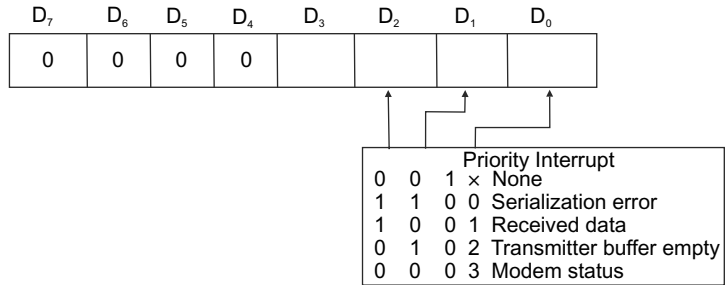 D₇ D₆ D₅ D₄ D₃ D₂ D₁ D₀
0 0 0 0
Priority Interrupt
0 0 1 × None
1 1 0 0 Serialization error
1 0 0 1 Received data
0 1 0 2 Transmitter buffer empty
0 0 0 3 Modem status